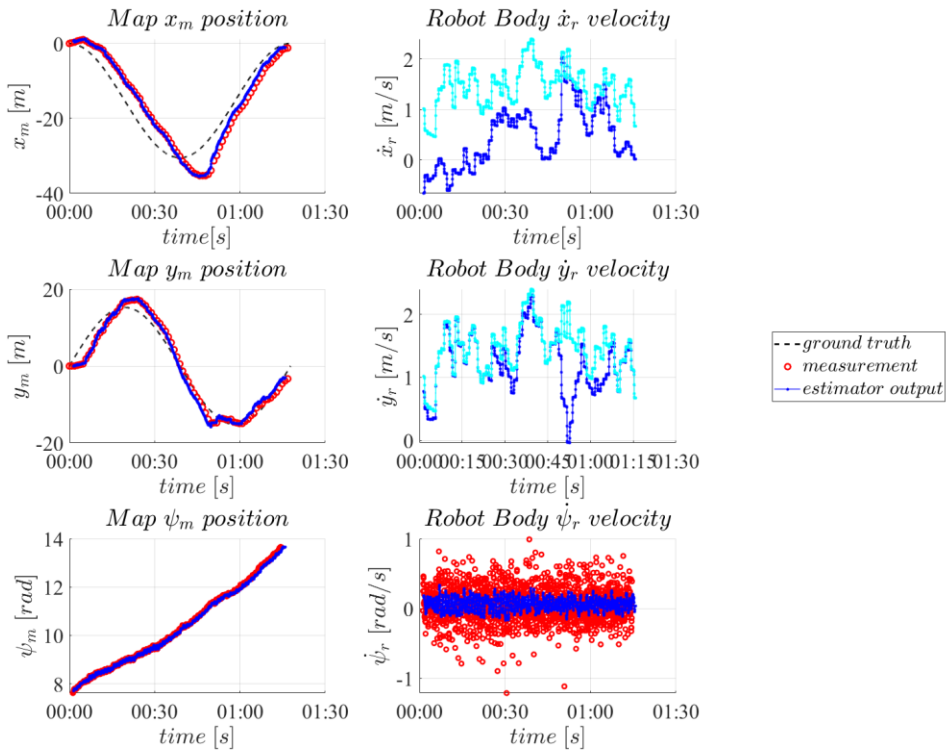 Map x_m position
0
-20
-40
x_m [m]
00:00 00:30 01:00 01:30
time[s]
Robot Body ẋ_r velocity
2
1
0
ẋ_r [m/s]
00:00 00:30 01:00 01:30
time[s]
Map y_m position
20
0
-20
y_m [m]
00:00 00:30 01:00 01:30
time [s]
Robot Body ẏ_r velocity
2
1
0
ẏ_r [m/s]
00:00 00:15 00:30 00:45 01:00 01:15 01:30
time [s]
ground truth
measurement
estimator output
Map ψ_m position
14
12
10
8
ψ_m [rad]
00:00 00:30 01:00 01:30
time [s]
Robot Body ψ̇_r velocity
1
0
-1
ψ̇_r [rad/s]
00:00 00:30 01:00 01:30
time [s]